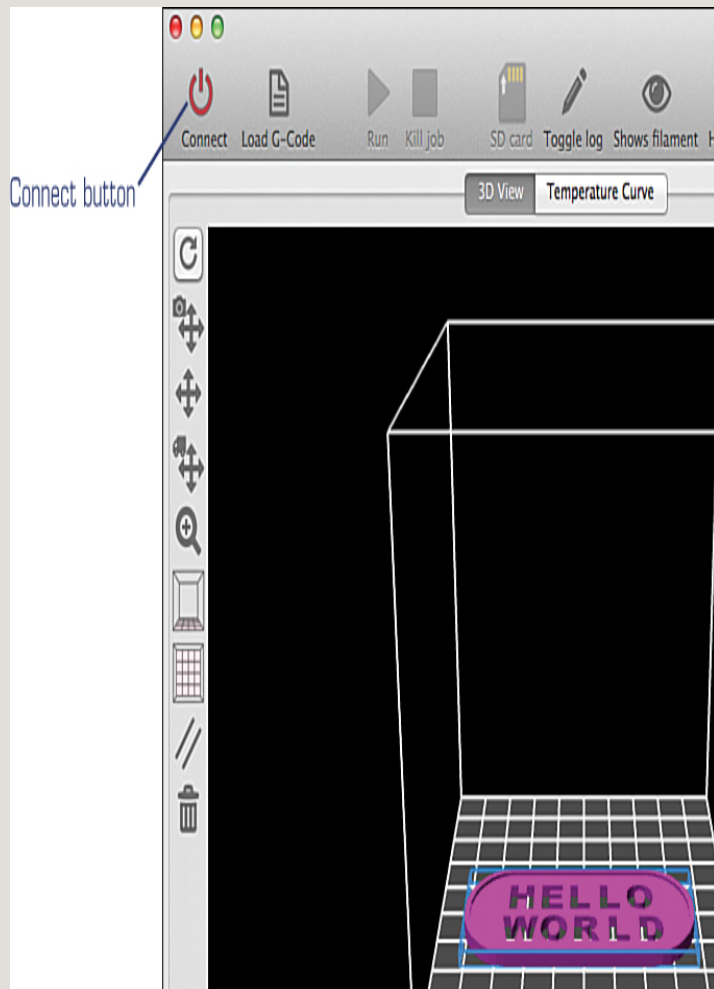 Connect Load G-Code Run Kill job SD card Toggle log Shows filament H
Connect button
3D View Temperature Curve
HELLO
WORLD